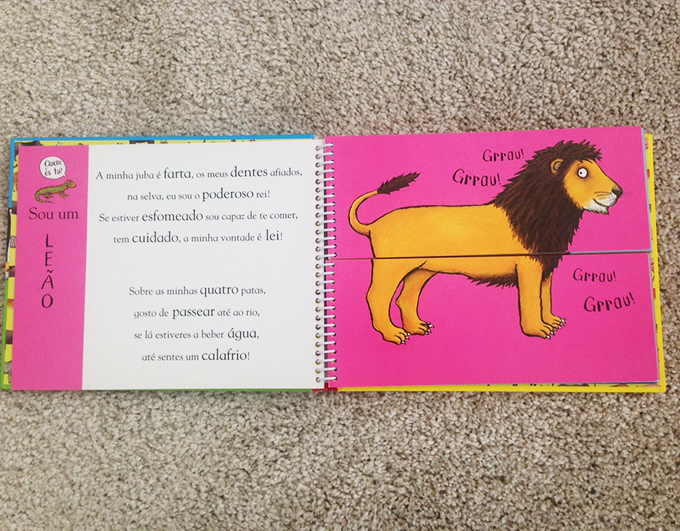 Quem
és tu?
Sou um
L
E
Ã
O
A minha juba é farta, os meus dentes afiados,
na selva, eu sou o poderoso rei!
Se estiver esfomeado sou capaz de te comer,
tem cuidado, a minha vontade é lei!
Sobre as minhas quatro patas,
gosto de passear até ao rio,
se lá estiveres a beber água,
até sentes um calafrio!
Grrau!
Grrau!
Grrau!
Grrau!